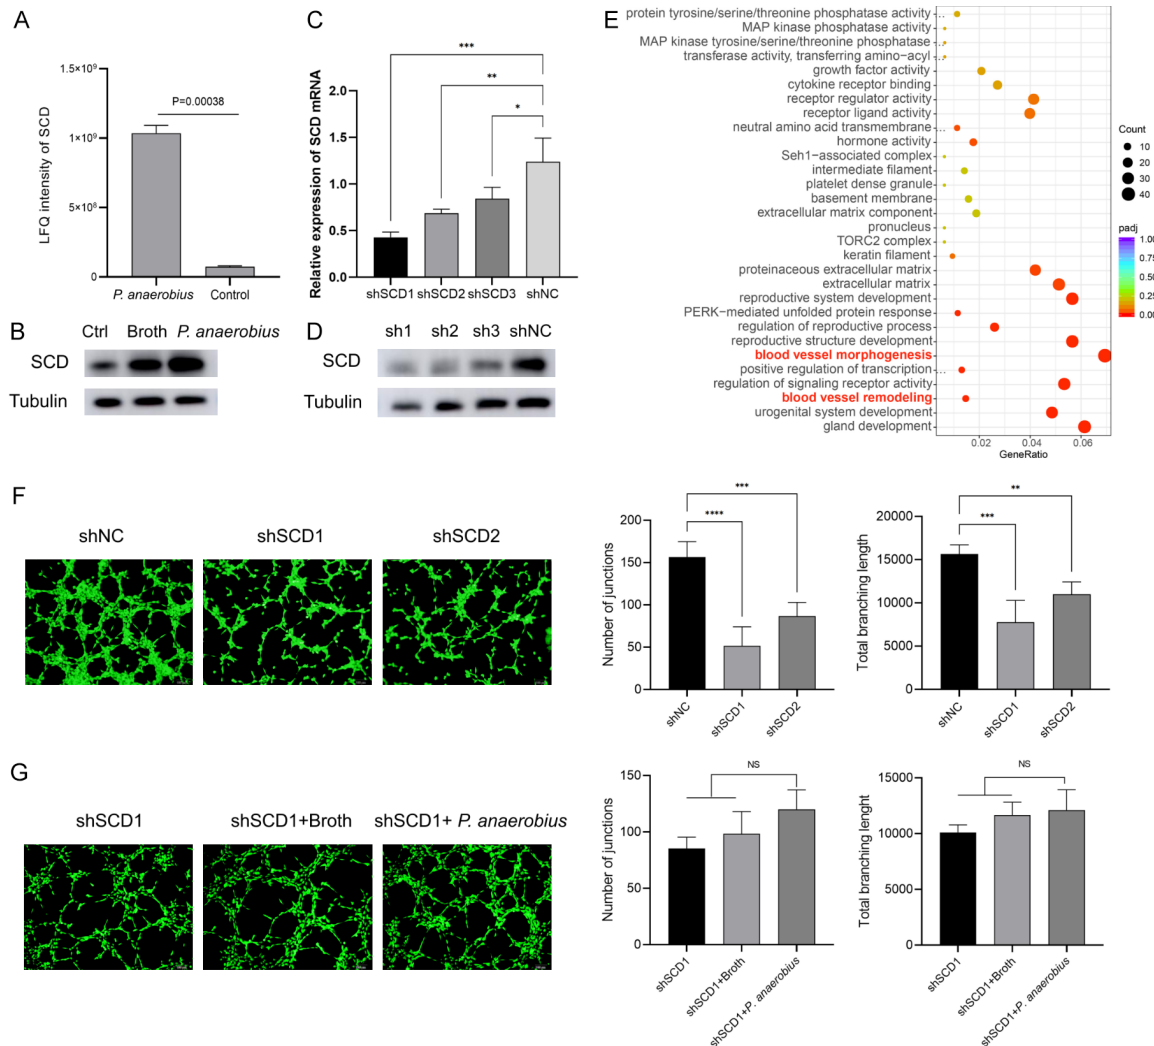 A
1.5×10⁹
1×10⁹
5×10⁸
0
LFQ intensity of SCD
P=0.00038
P. anaerobius
Control
B
Ctrl Broth P. anaerobius
SCD
Tubulin
C
Relative expression of SCD mRNA
2.0
1.5
1.0
0.5
0.0
***
**
*
shSCD1 shSCD2 shSCD3 shNC
D
sh1 sh2 sh3 shNC
SCD
Tubulin
E
protein tyrosine/serine/threonine phosphatase activity
MAP kinase phosphatase activity
MAP kinase tyrosine/serine/threonine phosphatase ...
transferase activity, transferring amino−acyl ...
growth factor activity
cytokine receptor binding
receptor regulator activity
receptor ligand activity
neutral amino acid transmembrane ...
hormone activity
Seh1−associated complex
intermediate filament
platelet dense granule
basement membrane
extracellular matrix component
pronucleus
TORC2 complex
keratin filament
proteinaceous extracellular matrix
extracellular matrix
reproductive system development
PERK−mediated unfolded protein response
regulation of reproductive process
reproductive structure development
blood vessel morphogenesis
positive regulation of transcription ...
regulation of signaling receptor activity
blood vessel remodeling
urogenital system development
gland development
0.02 0.04 0.06
GeneRatio
Count
10
20
30
40
padj
1.00
0.75
0.50
0.25
0.00
F
shNC
shSCD1
shSCD2
Number of junctions
200
150
100
50
0
****
***
shNC
shSCD1
shSCD2
Total branching length
20000
15000
10000
5000
0
***
**
shNC
shSCD1
shSCD2
G
shSCD1
shSCD1+Broth
shSCD1+ P. anaerobius
Number of junctions
150
100
50
0
NS
shSCD1
shSCD1+Broth
shSCD1+P. anaerobius
Total branching lenght
15000
10000
5000
0
NS
shSCD1
shSCD1+Broth
shSCD1+P. anaerobius